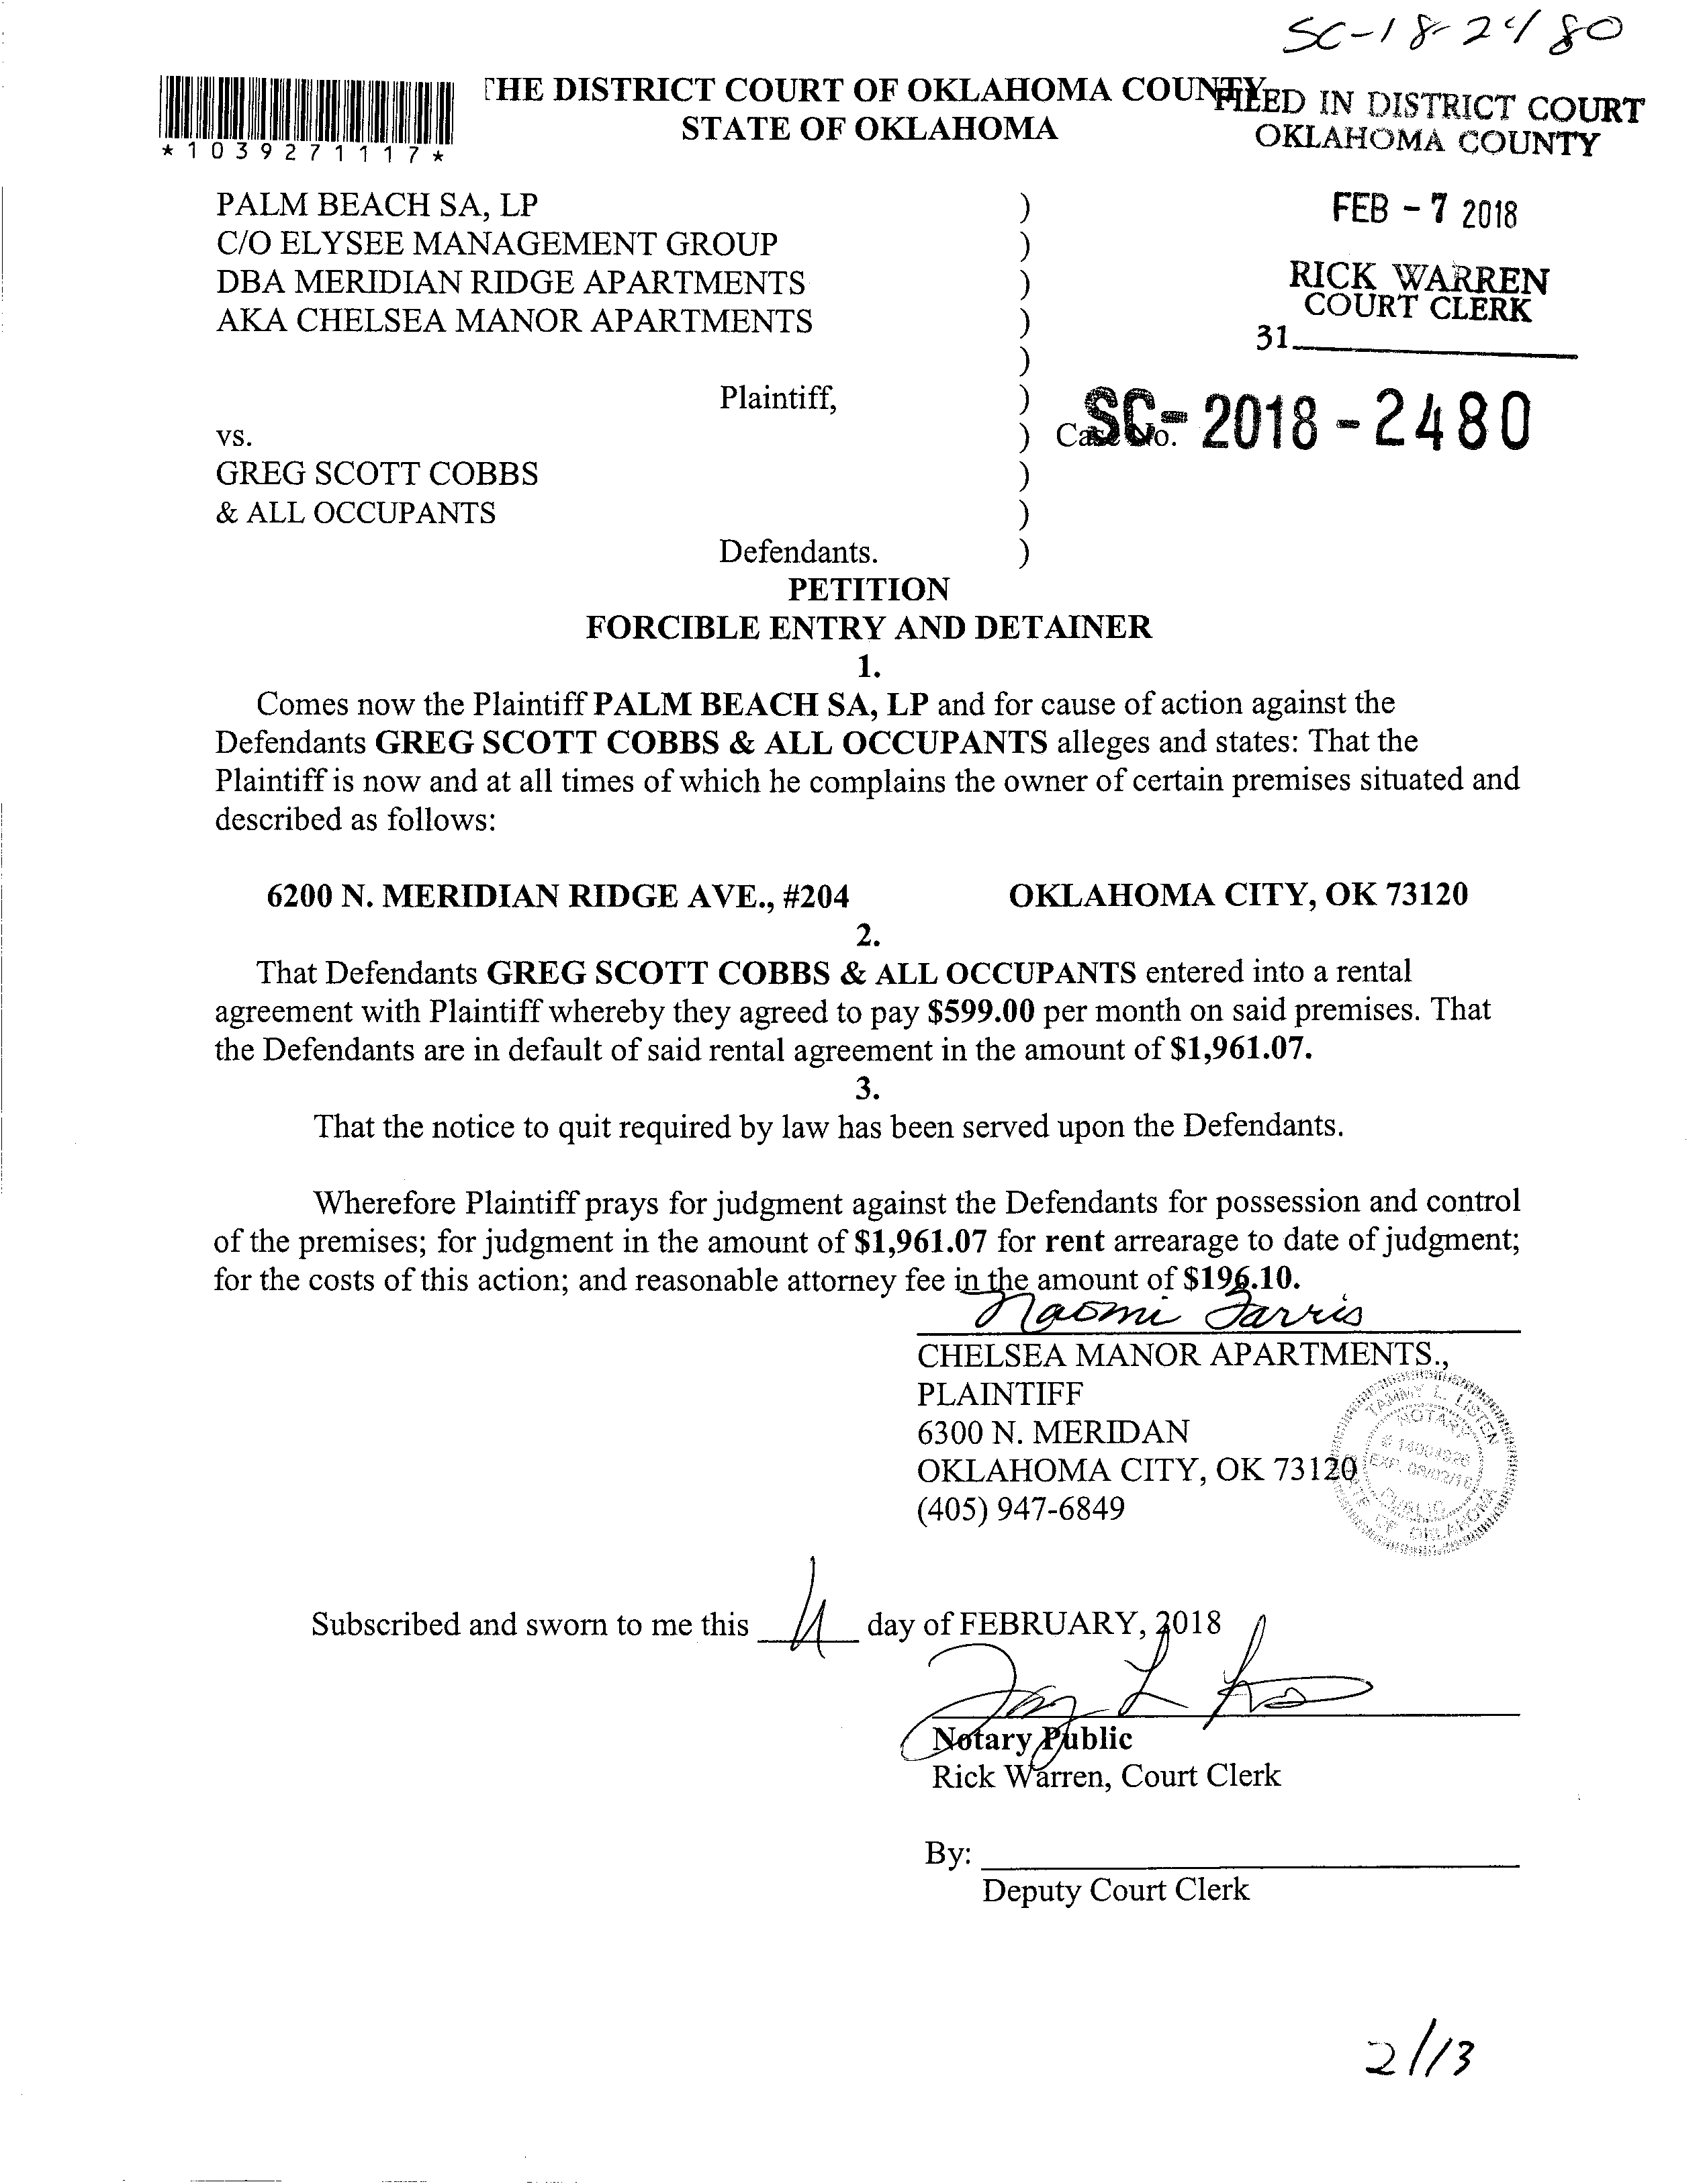 SC-18-2480
THE DISTRICT COURT OF OKLAHOMA COUNTY
STATE OF OKLAHOMA
FILED IN DISTRICT COURT
OKLAHOMA COUNTY
*1039271117*
FEB - 7 2018
RICK WARREN
COURT CLERK
31
PALM BEACH SA, LP )
C/O ELYSEE MANAGEMENT GROUP )
DBA MERIDIAN RIDGE APARTMENTS )
AKA CHELSEA MANOR APARTMENTS )
)
Plaintiff, )
vs. ) Case No. SC- 2018 - 2480
GREG SCOTT COBBS )
& ALL OCCUPANTS )
Defendants. )
PETITION
FORCIBLE ENTRY AND DETAINER
1.
Comes now the Plaintiff PALM BEACH SA, LP and for cause of action against the
Defendants GREG SCOTT COBBS & ALL OCCUPANTS alleges and states: That the
Plaintiff is now and at all times of which he complains the owner of certain premises situated and
described as follows:
6200 N. MERIDIAN RIDGE AVE., #204 OKLAHOMA CITY, OK 73120
2.
That Defendants GREG SCOTT COBBS & ALL OCCUPANTS entered into a rental
agreement with Plaintiff whereby they agreed to pay $599.00 per month on said premises. That
the Defendants are in default of said rental agreement in the amount of $1,961.07.
3.
That the notice to quit required by law has been served upon the Defendants.
Wherefore Plaintiff prays for judgment against the Defendants for possession and control
of the premises; for judgment in the amount of $1,961.07 for rent arrearage to date of judgment;
for the costs of this action; and reasonable attorney fee in the amount of $196.10.
Naomi Farris
CHELSEA MANOR APARTMENTS.,
PLAINTIFF
6300 N. MERIDAN
OKLAHOMA CITY, OK 73120
(405) 947-6849
TAMMY L. LISTEN
NOTARY
PUBLIC
STATE OF OKLAHOMA
Subscribed and sworn to me this day of FEBRUARY, 2018
Notary Public
Rick Warren, Court Clerk
By:
Deputy Court Clerk
2/13